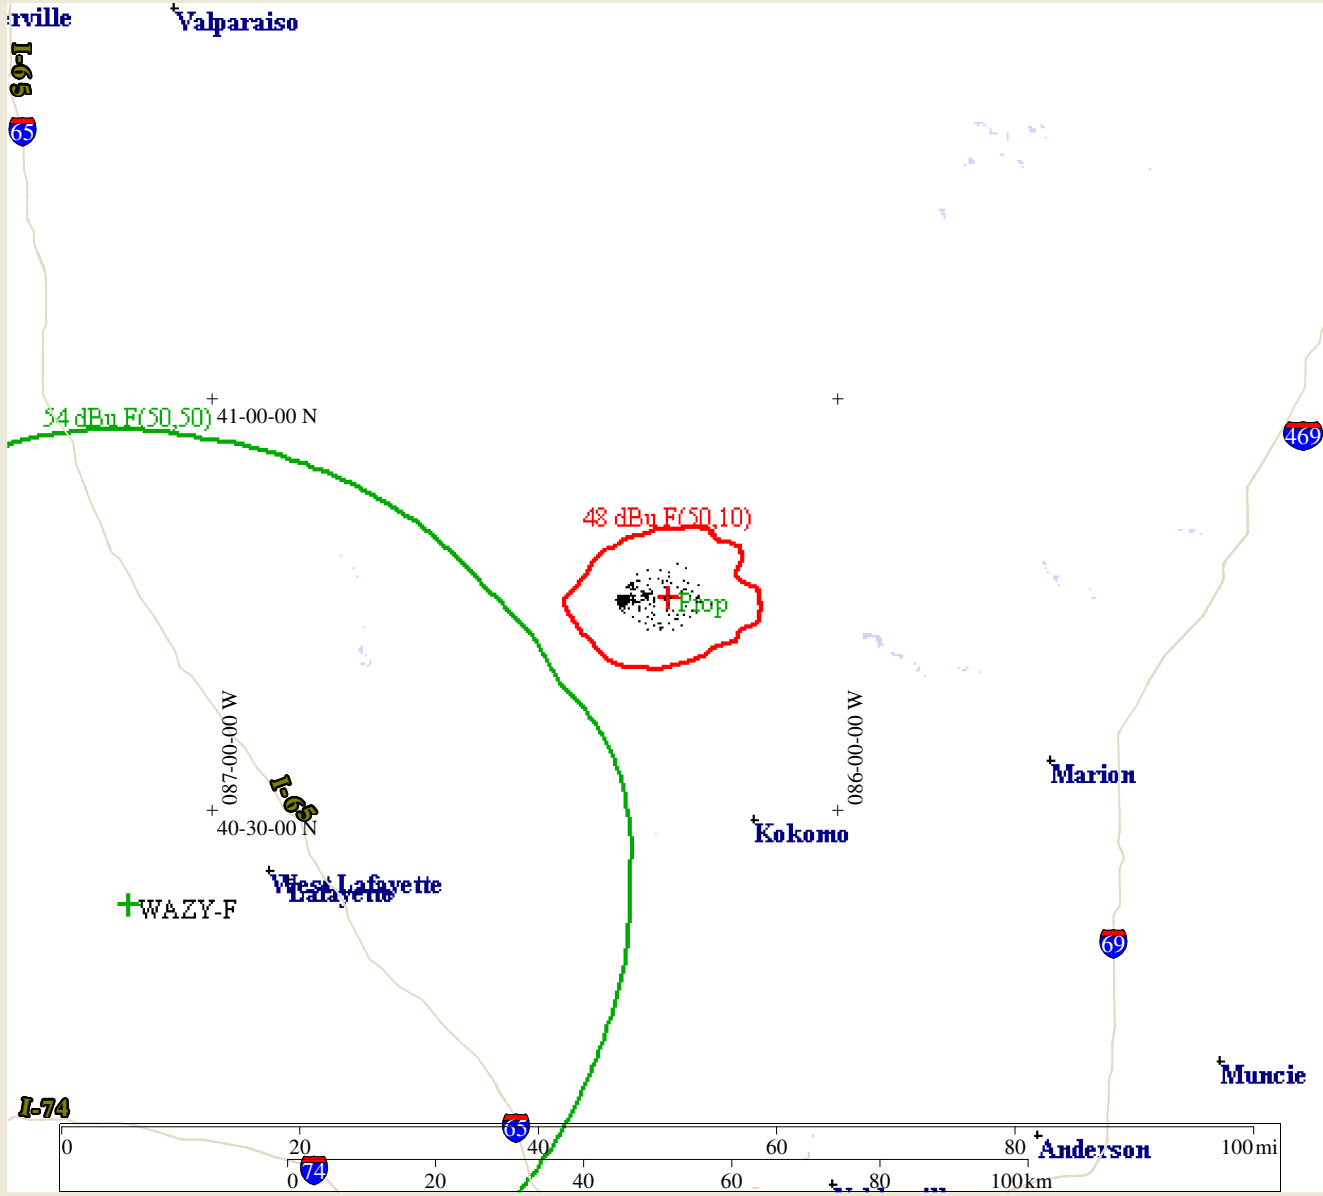 rville
Valparaiso
I-65
65
54 dBu F(50,50)
41-00-00 N
469
48 dBu F(50,10)
Prop
087-00-00 W
086-00-00 W
I-65
Marion
40-30-00 N
Kokomo
West Lafayette
Lafayette
WAZY-F
69
Muncie
I-74
65
0 20 40 60 80 100mi
Anderson
74
0 20 40 60 80 100km